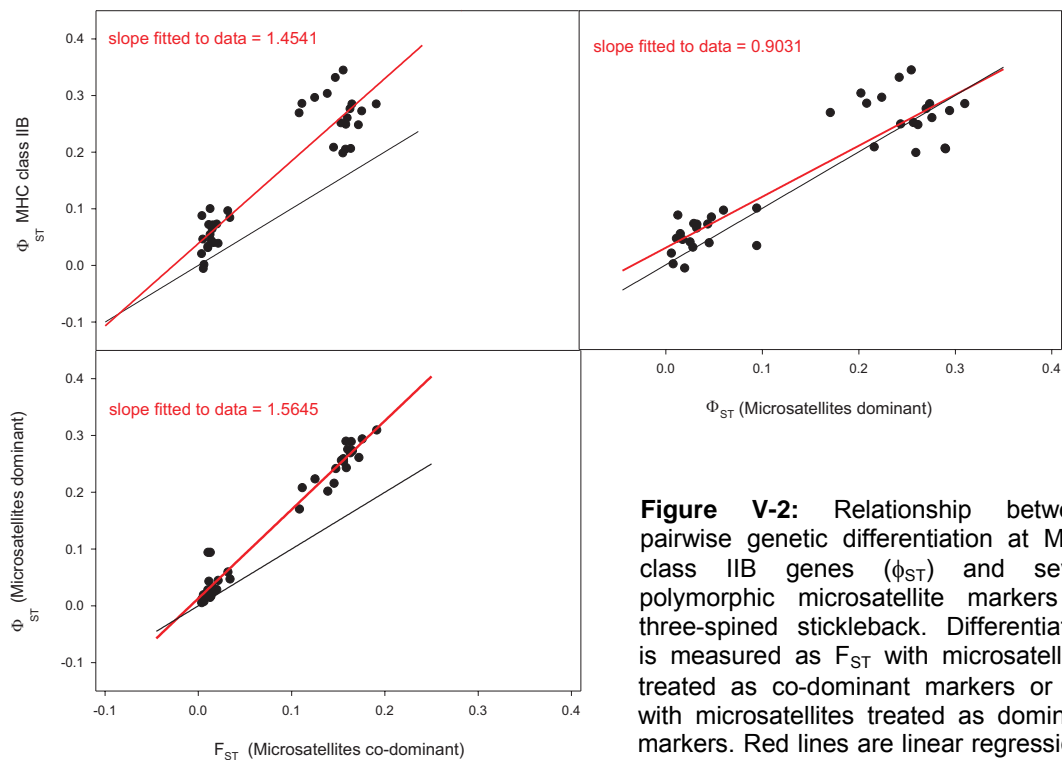 slope fitted to data = 1.4541
0.4
0.3
0.2
0.1
0.0
-0.1
Φ ST MHC class IIB
slope fitted to data = 0.9031
0.0 0.1 0.2 0.3 0.4
ΦST (Microsatellites dominant)
slope fitted to data = 1.5645
0.4
0.3
0.2
0.1
0.0
-0.1
Φ ST (Microsatellites dominant)
-0.1 0.0 0.1 0.2 0.3 0.4
FST (Microsatellites co-dominant)
Figure V-2: Relationship betwe
pairwise genetic differentiation at M
class IIB genes (ϕST) and se
polymorphic microsatellite markers
three-spined stickleback. Differentia
is measured as FST with microsatell
treated as co-dominant markers or
with microsatellites treated as domin
markers. Red lines are linear regressi